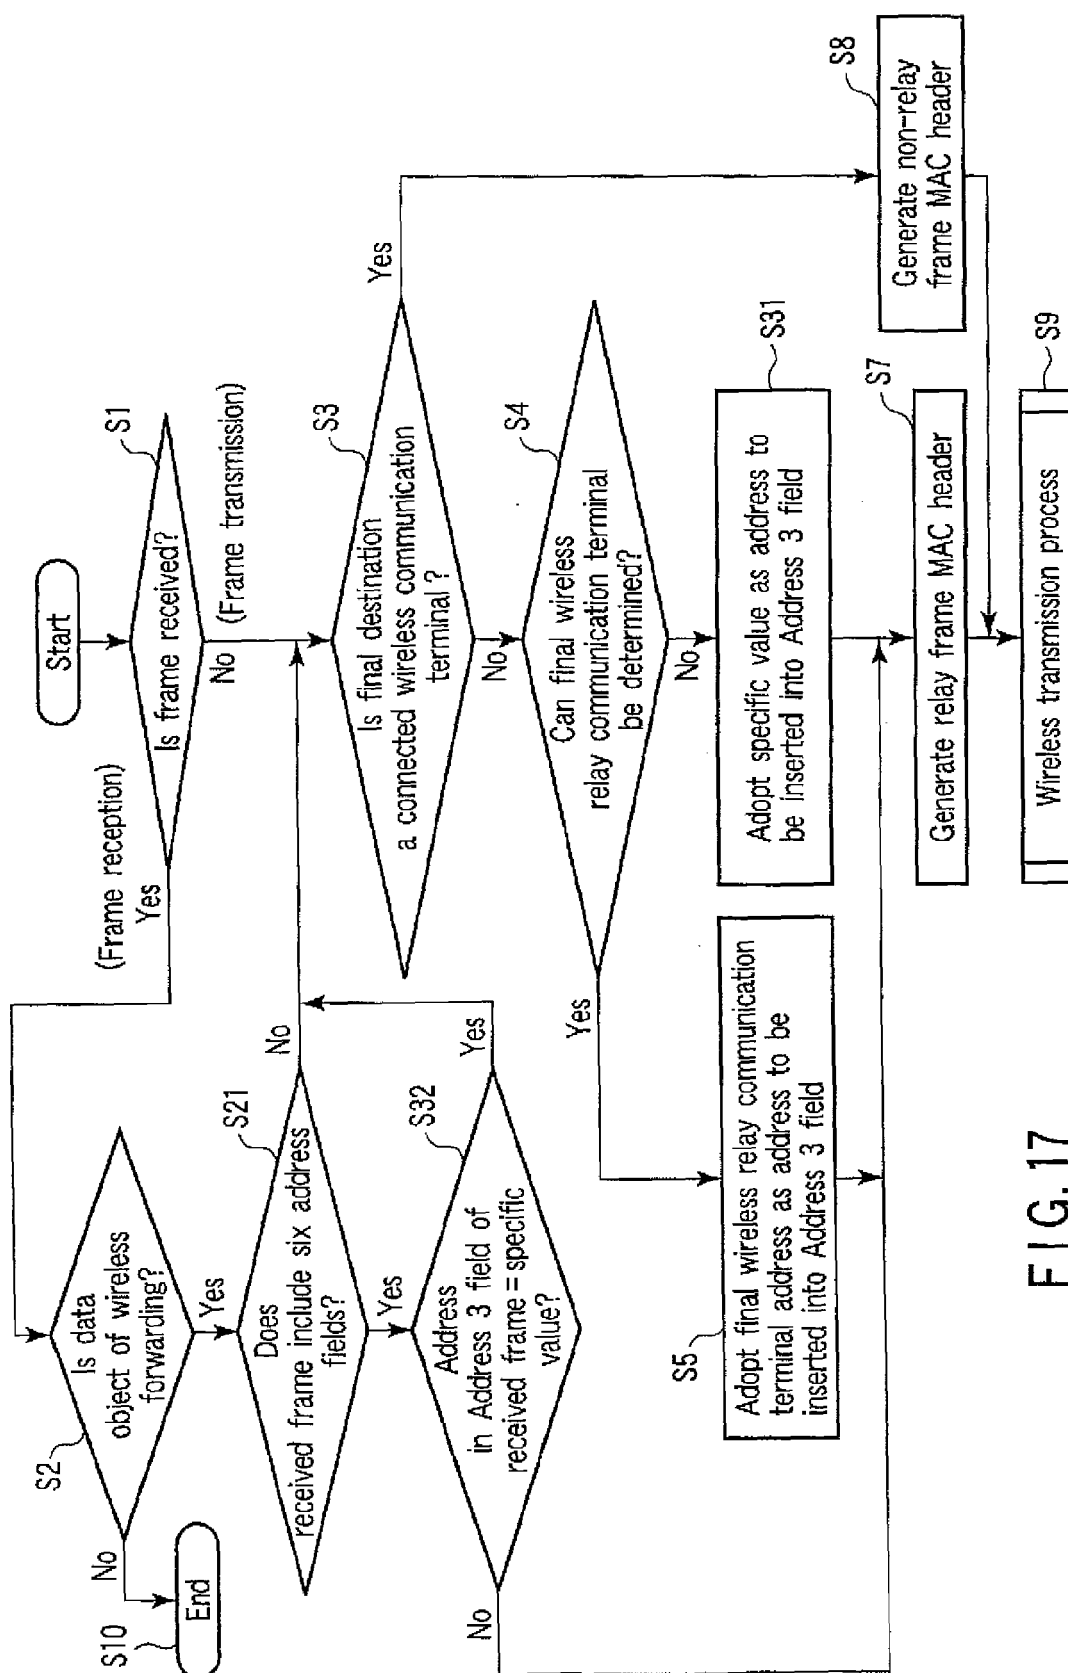 Start
S1
Is frame received?
(Frame reception)
Yes
No
(Frame transmission)
S2
Is data
object of wireless
forwarding?
No
S10
End
Yes
S21
Does
received frame include six address
fields?
No
Yes
S32
Address
in Address 3 field of
received frame = specific
value?
Yes
No
S3
Is final destination
a connected wireless communication
terminal ?
Yes
No
S4
Can final wireless
relay communication terminal
be determined?
Yes
No
S5
Adopt final wireless relay communication
terminal address as address to be
inserted into Address 3 field
S31
Adopt specific value as address to
be inserted into Address 3 field
S7
Generate relay frame MAC header
S8
Generate non-relay
frame MAC header
S9
Wireless transmission process
FIG. 17